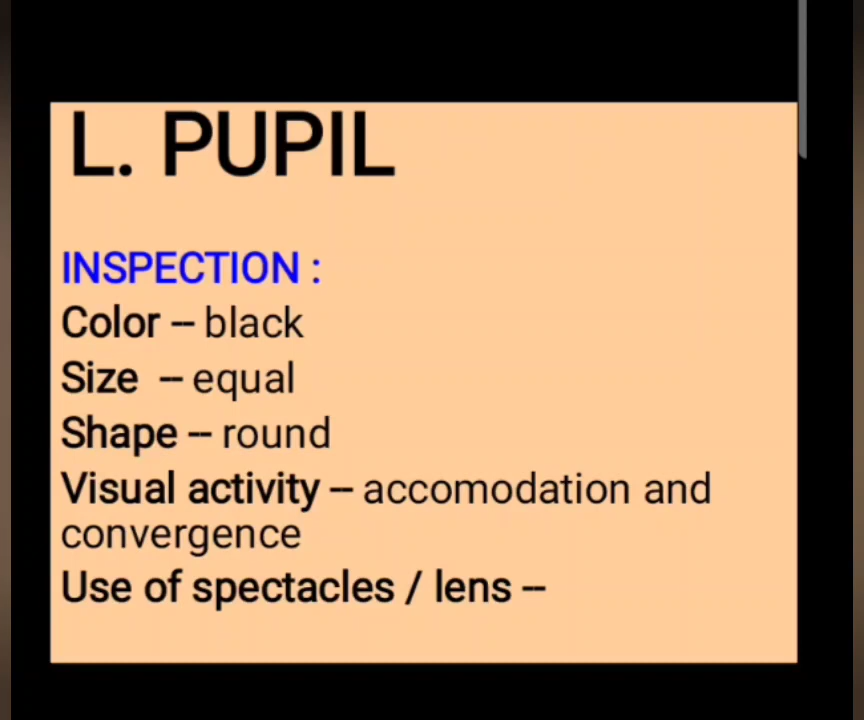 L. PUPIL
INSPECTION :
Color -- black
Size -- equal
Shape -- round
Visual activity -- accomodation and
convergence
Use of spectacles / lens --